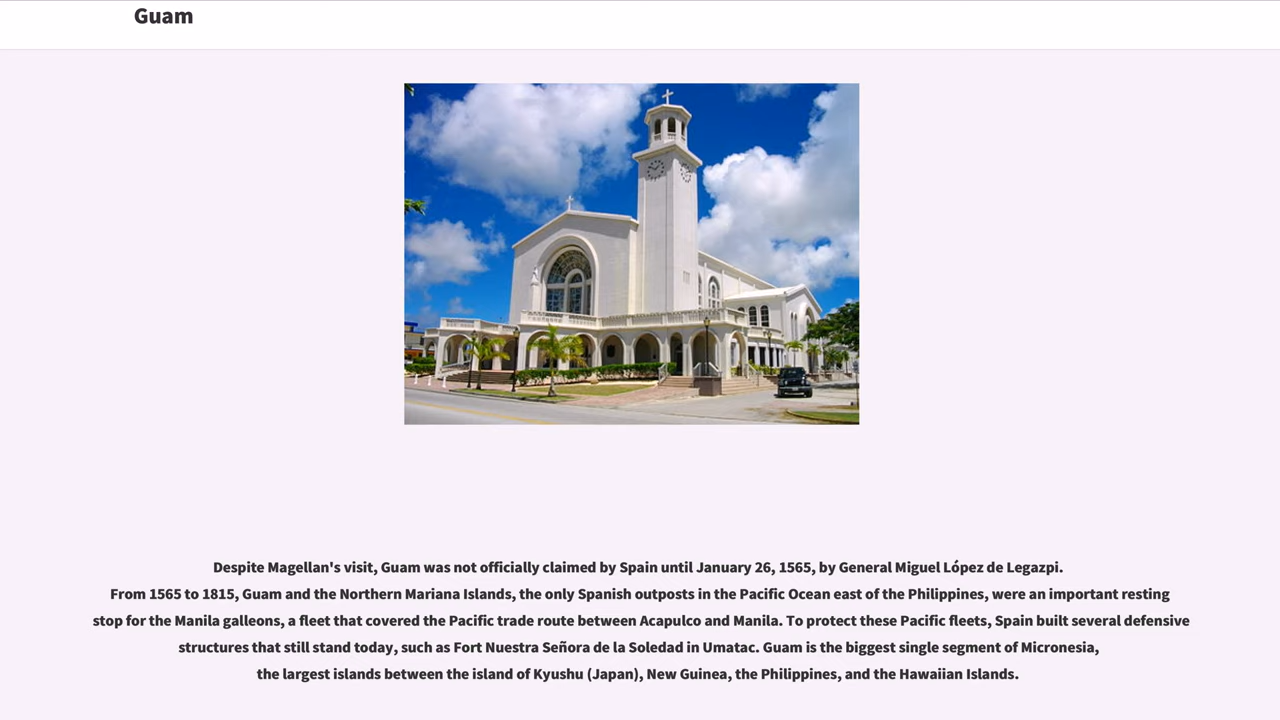 Guam
Despite Magellan's visit, Guam was not officially claimed by Spain until January 26, 1565, by General Miguel López de Legazpi.
From 1565 to 1815, Guam and the Northern Mariana Islands, the only Spanish outposts in the Pacific Ocean east of the Philippines, were an important resting
stop for the Manila galleons, a fleet that covered the Pacific trade route between Acapulco and Manila. To protect these Pacific fleets, Spain built several defensive
structures that still stand today, such as Fort Nuestra Señora de la Soledad in Umatac. Guam is the biggest single segment of Micronesia,
the largest islands between the island of Kyushu (Japan), New Guinea, the Philippines, and the Hawaiian Islands.